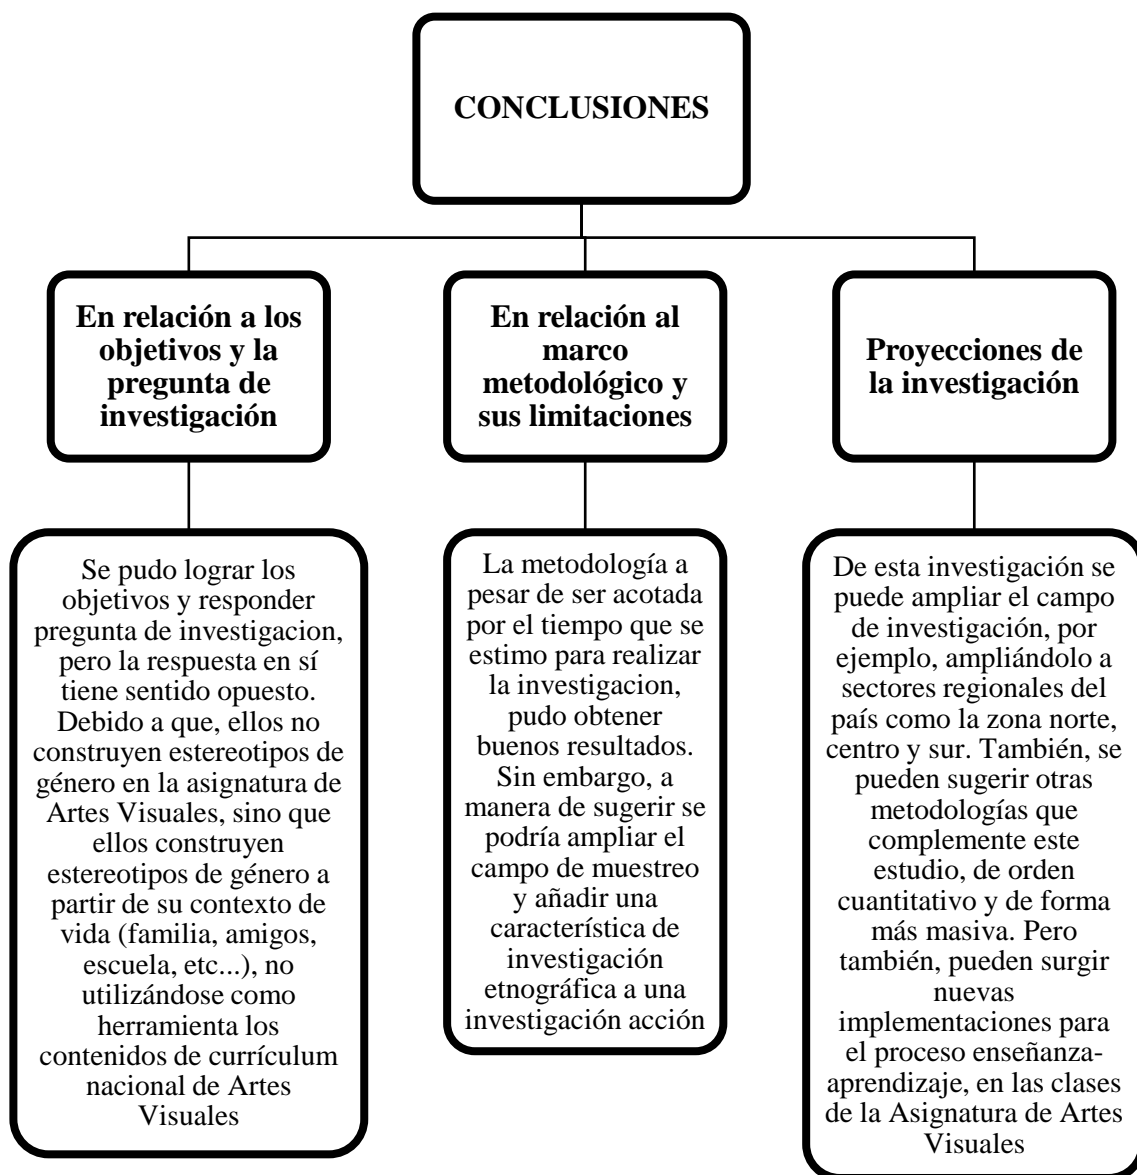 CONCLUSIONES
En relación a los
objetivos y la
pregunta de
investigación
En relación al
marco
metodológico y
sus limitaciones
Proyecciones de
la investigación
Se pudo lograr los
objetivos y responder
pregunta de investigacion,
pero la respuesta en sí
tiene sentido opuesto.
Debido a que, ellos no
construyen estereotipos de
género en la asignatura de
Artes Visuales, sino que
ellos construyen
estereotipos de género a
partir de su contexto de
vida (familia, amigos,
escuela, etc...), no
utilizándose como
herramienta los
contenidos de currículum
nacional de Artes
Visuales
La metodología a
pesar de ser acotada
por el tiempo que se
estimo para realizar
la investigacion,
pudo obtener
buenos resultados.
Sin embargo, a
manera de sugerir se
podría ampliar el
campo de muestreo
y añadir una
característica de
investigación
etnográfica a una
investigación acción
De esta investigación se
puede ampliar el campo
de investigación, por
ejemplo, ampliándolo a
sectores regionales del
país como la zona norte,
centro y sur. También, se
pueden sugerir otras
metodologías que
complemente este
estudio, de orden
cuantitativo y de forma
más masiva. Pero
también, pueden surgir
nuevas
implementaciones para
el proceso enseñanza-
aprendizaje, en las clases
de la Asignatura de Artes
Visuales